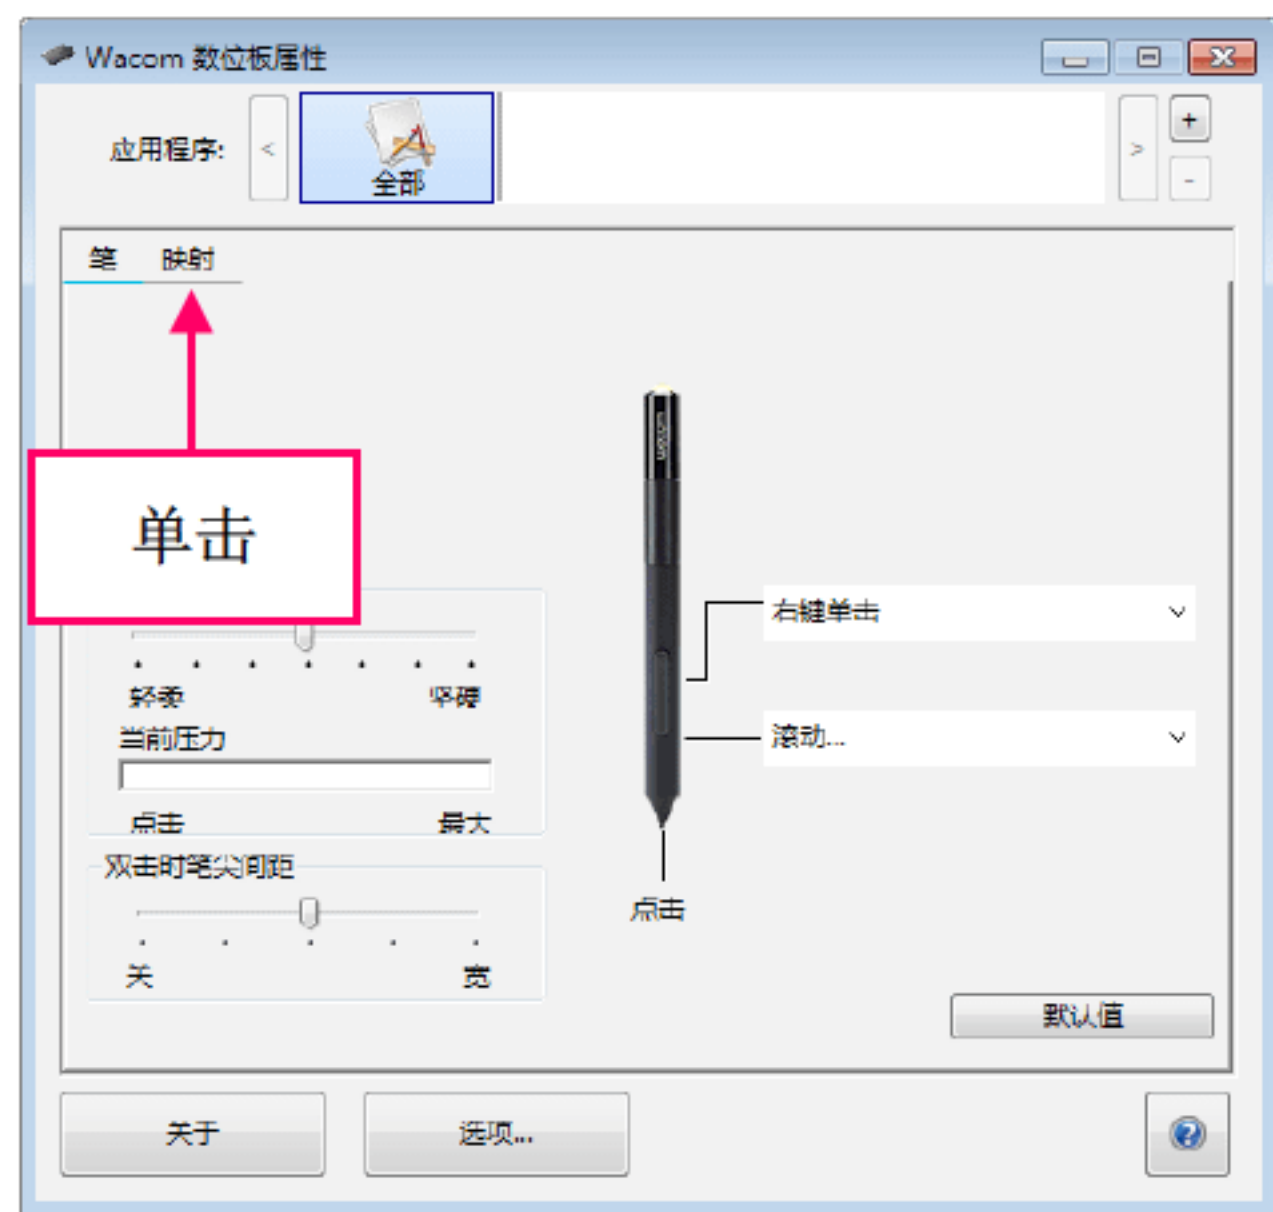 Wacom 数位板属性
应用程序:
<
全部
>
+
-
笔 映射
单击
右键单击
轻柔 坚硬
当前压力
滚动...
点击 最大
双击时笔尖间距
点击
关 宽
默认值
关于 选项...
?